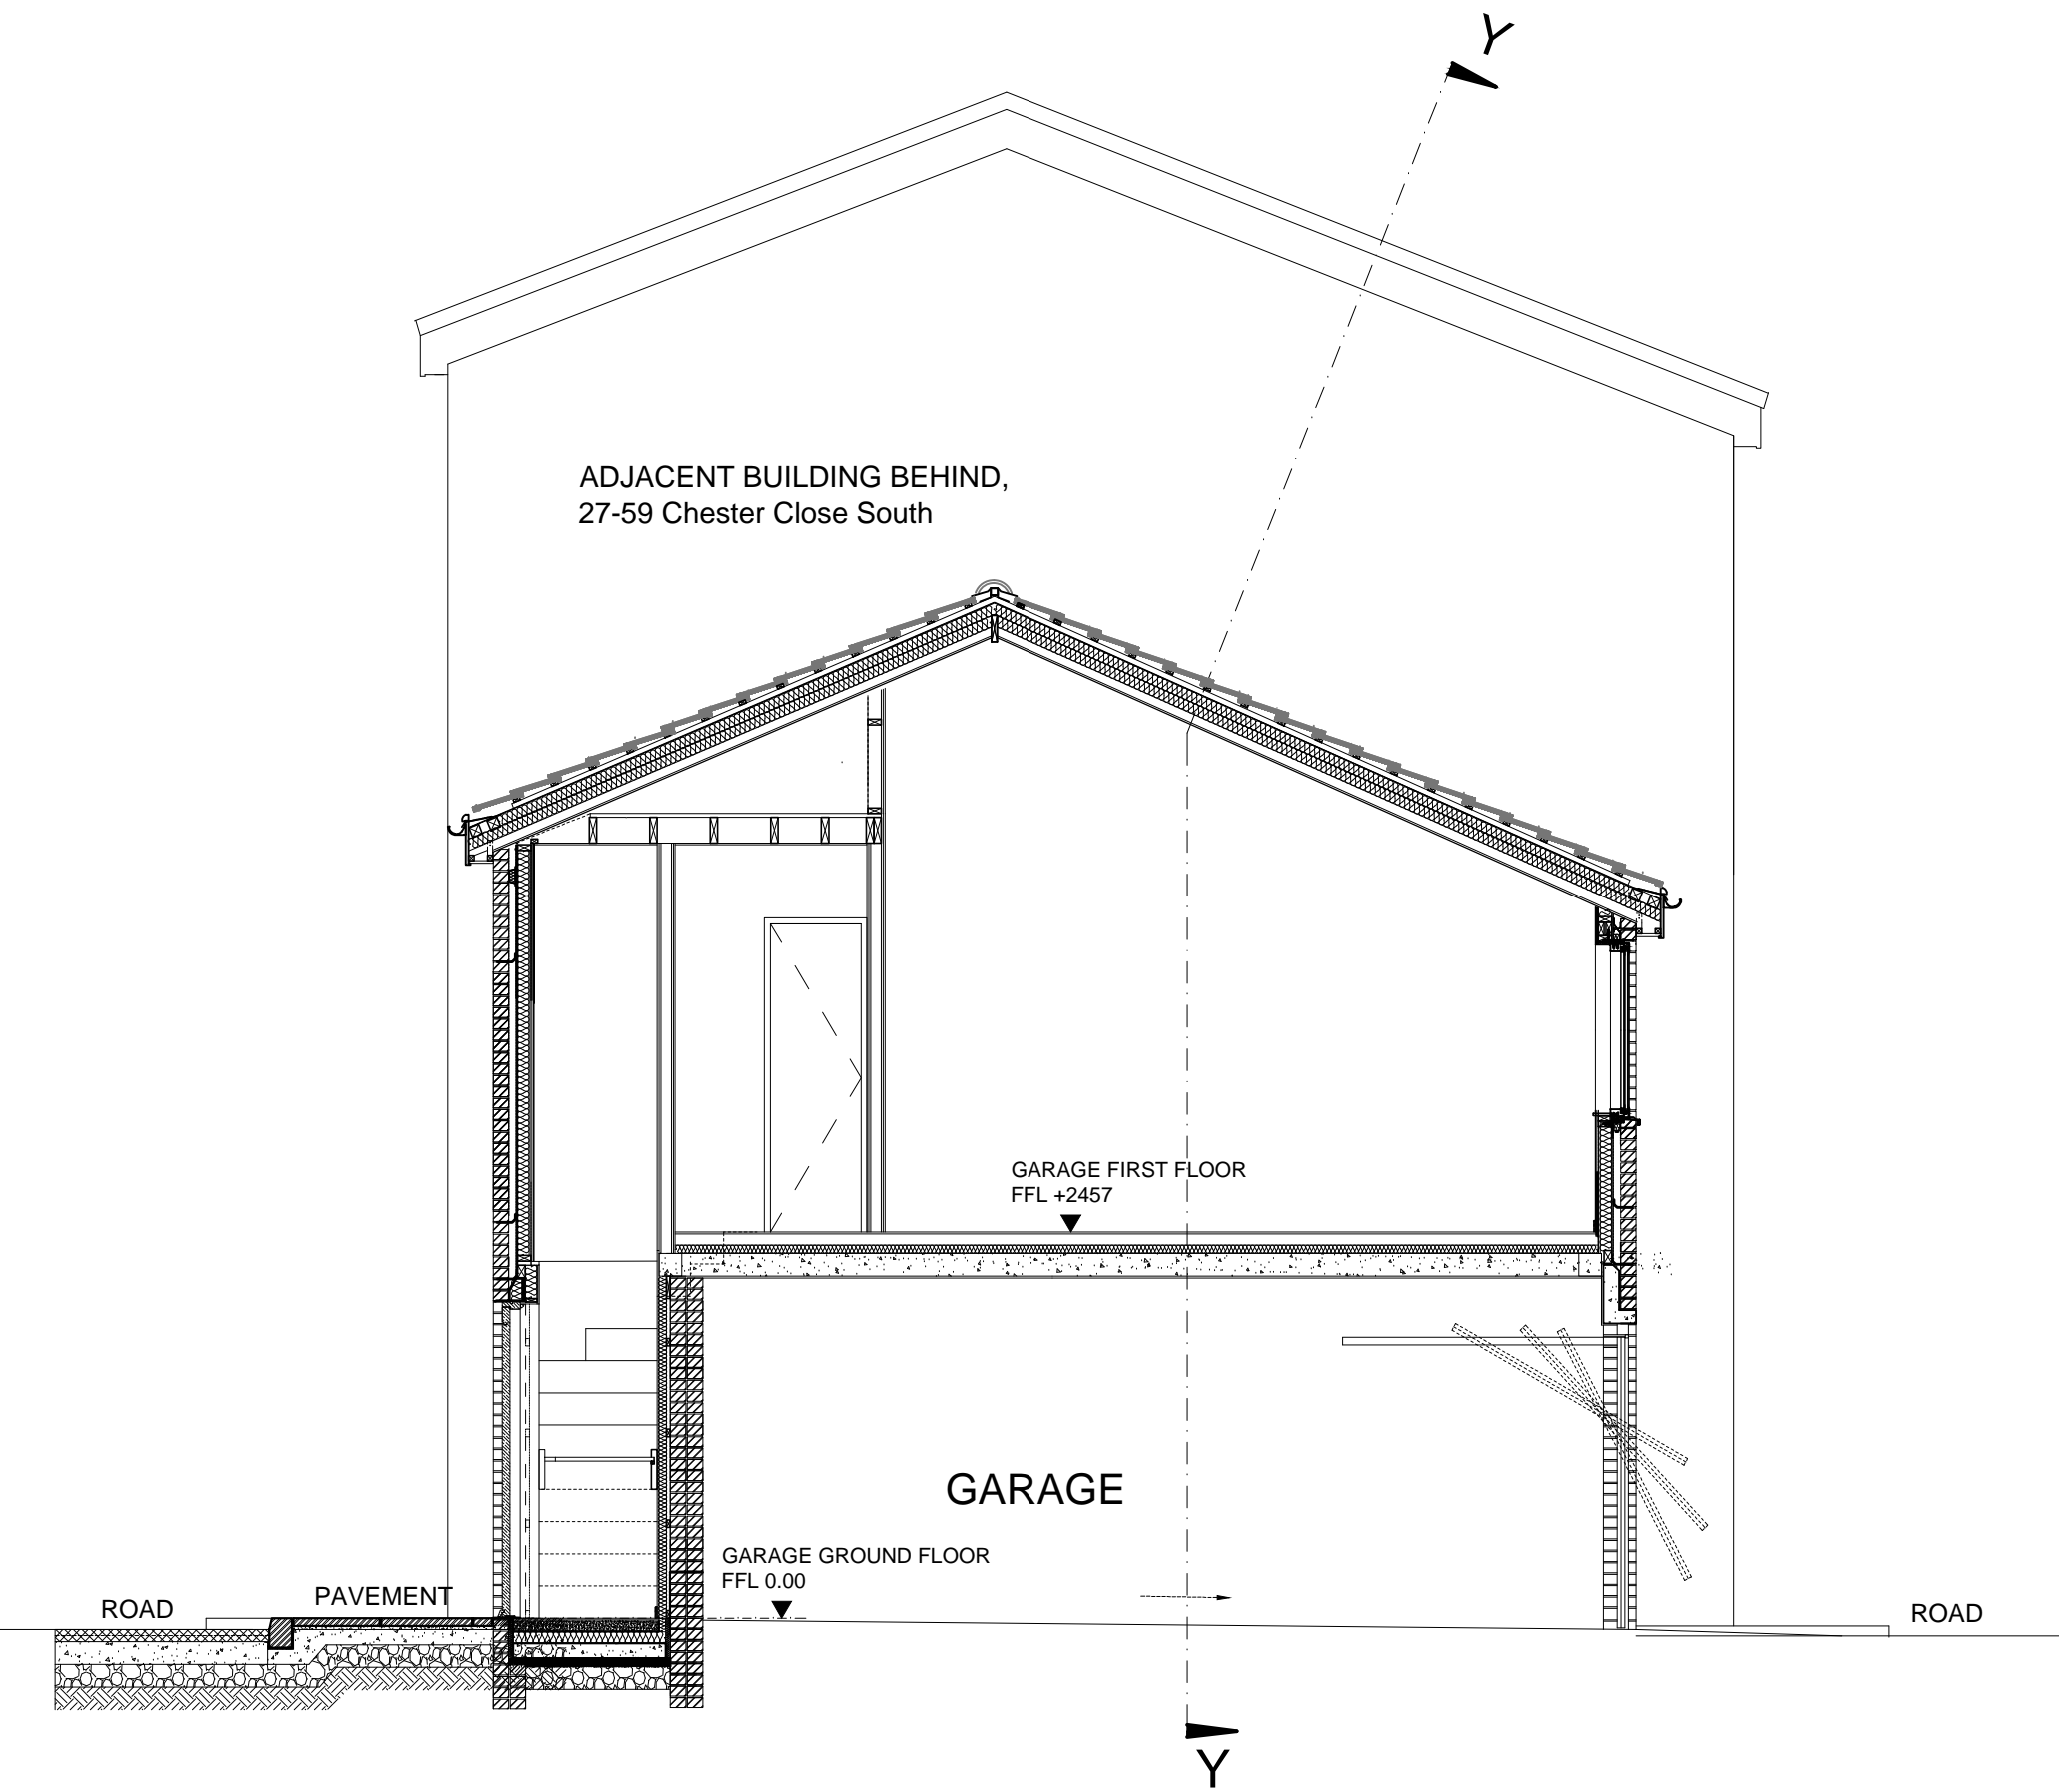 Y
ADJACENT BUILDING BEHIND,
27-59 Chester Close South
GARAGE FIRST FLOOR
FFL +2457
GARAGE
GARAGE GROUND FLOOR
FFL 0.00
ROAD
PAVEMENT
ROAD
Y